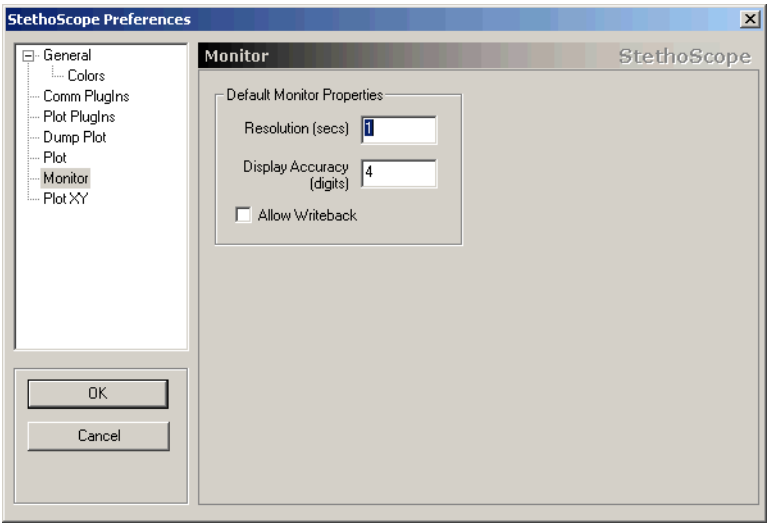 StethoScope Preferences
General
Colors
Comm PlugIns
Plot PlugIns
Dump Plot
Plot
Monitor
Plot XY
OK
Cancel
Monitor
StethoScope
Default Monitor Properties
Resolution (secs) 1
Display Accuracy
(digits) 4
Allow Writeback